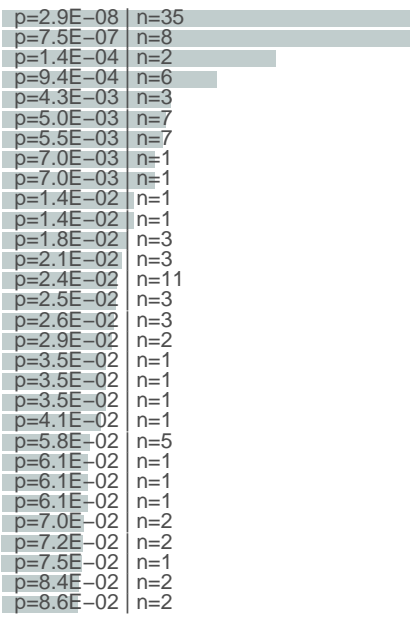 p=2.9E−08 | n=35
p=7.5E−07 | n=8
p=1.4E−04 | n=2
p=9.4E−04 | n=6
p=4.3E−03 | n=3
p=5.0E−03 | n=7
p=5.5E−03 | n=7
p=7.0E−03 | n=1
p=7.0E−03 | n=1
p=1.4E−02 | n=1
p=1.4E−02 | n=1
p=1.8E−02 | n=3
p=2.1E−02 | n=3
p=2.4E−02 | n=11
p=2.5E−02 | n=3
p=2.6E−02 | n=3
p=2.9E−02 | n=2
p=3.5E−02 | n=1
p=3.5E−02 | n=1
p=3.5E−02 | n=1
p=4.1E−02 | n=1
p=5.8E−02 | n=5
p=6.1E−02 | n=1
p=6.1E−02 | n=1
p=6.1E−02 | n=1
p=7.0E−02 | n=2
p=7.2E−02 | n=2
p=7.5E−02 | n=1
p=8.4E−02 | n=2
p=8.6E−02 | n=2